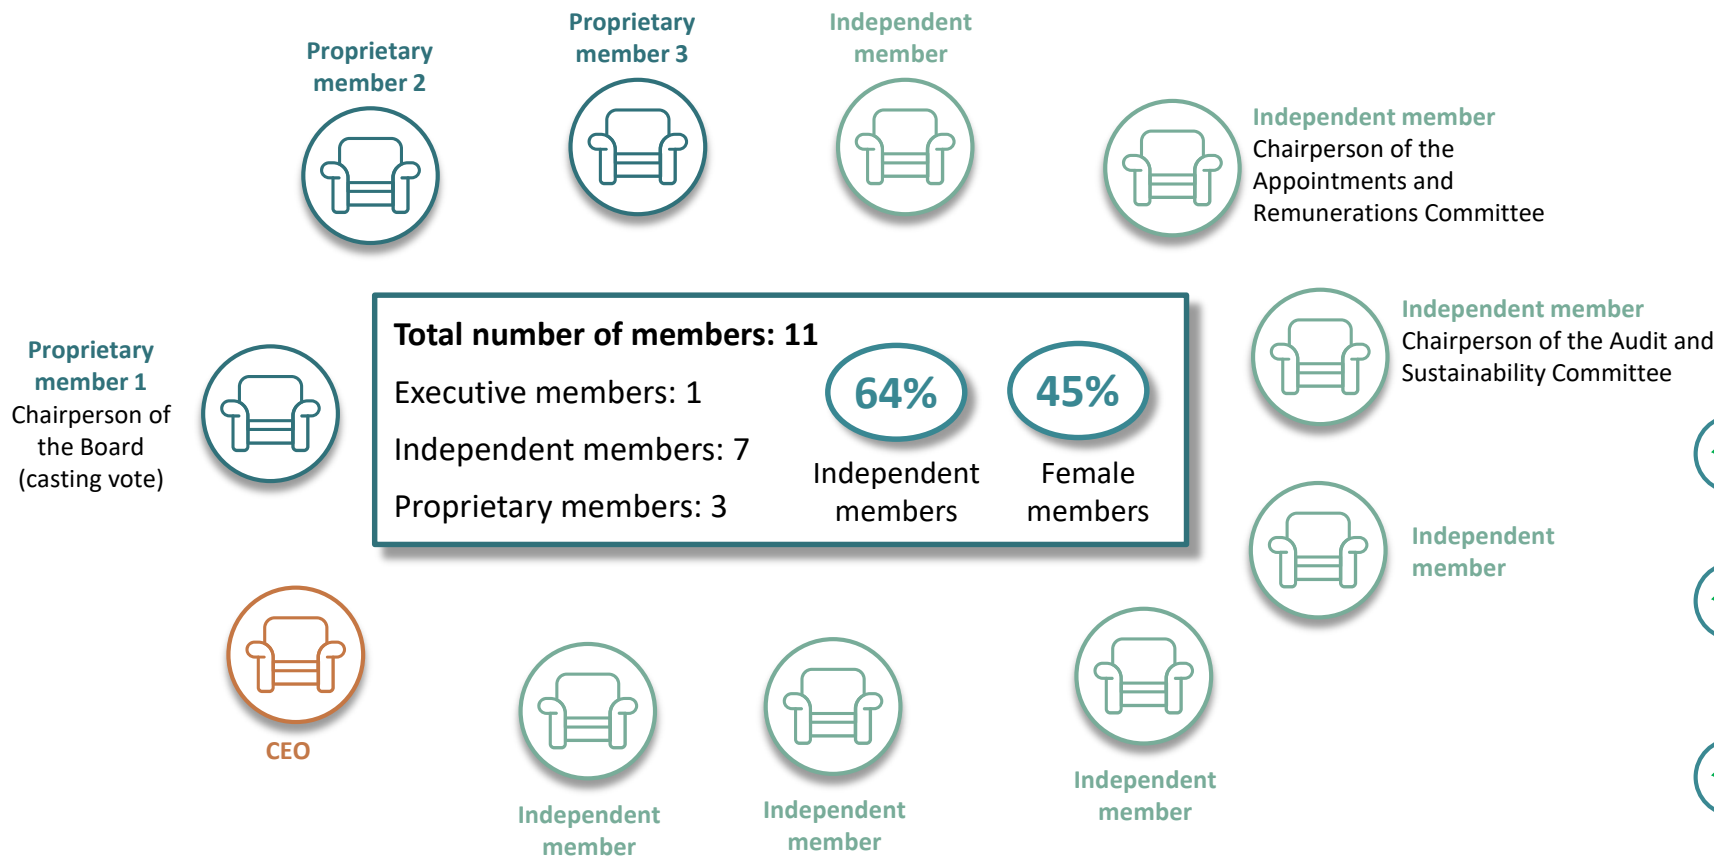 Proprietary
member 2
Proprietary
member 3
Independent
member
Independent member
Chairperson of the
Appointments and
Remunerations Committee
Independent member
Chairperson of the Audit and
Sustainability Committee
Proprietary
member 1
Chairperson of
the Board
(casting vote)
Total number of members: 11
Executive members: 1
Independent members: 7
Proprietary members: 3
64%
Independent
members
45%
Female
members
Independent
member
CEO
Independent
member
Independent
member
Independent
member